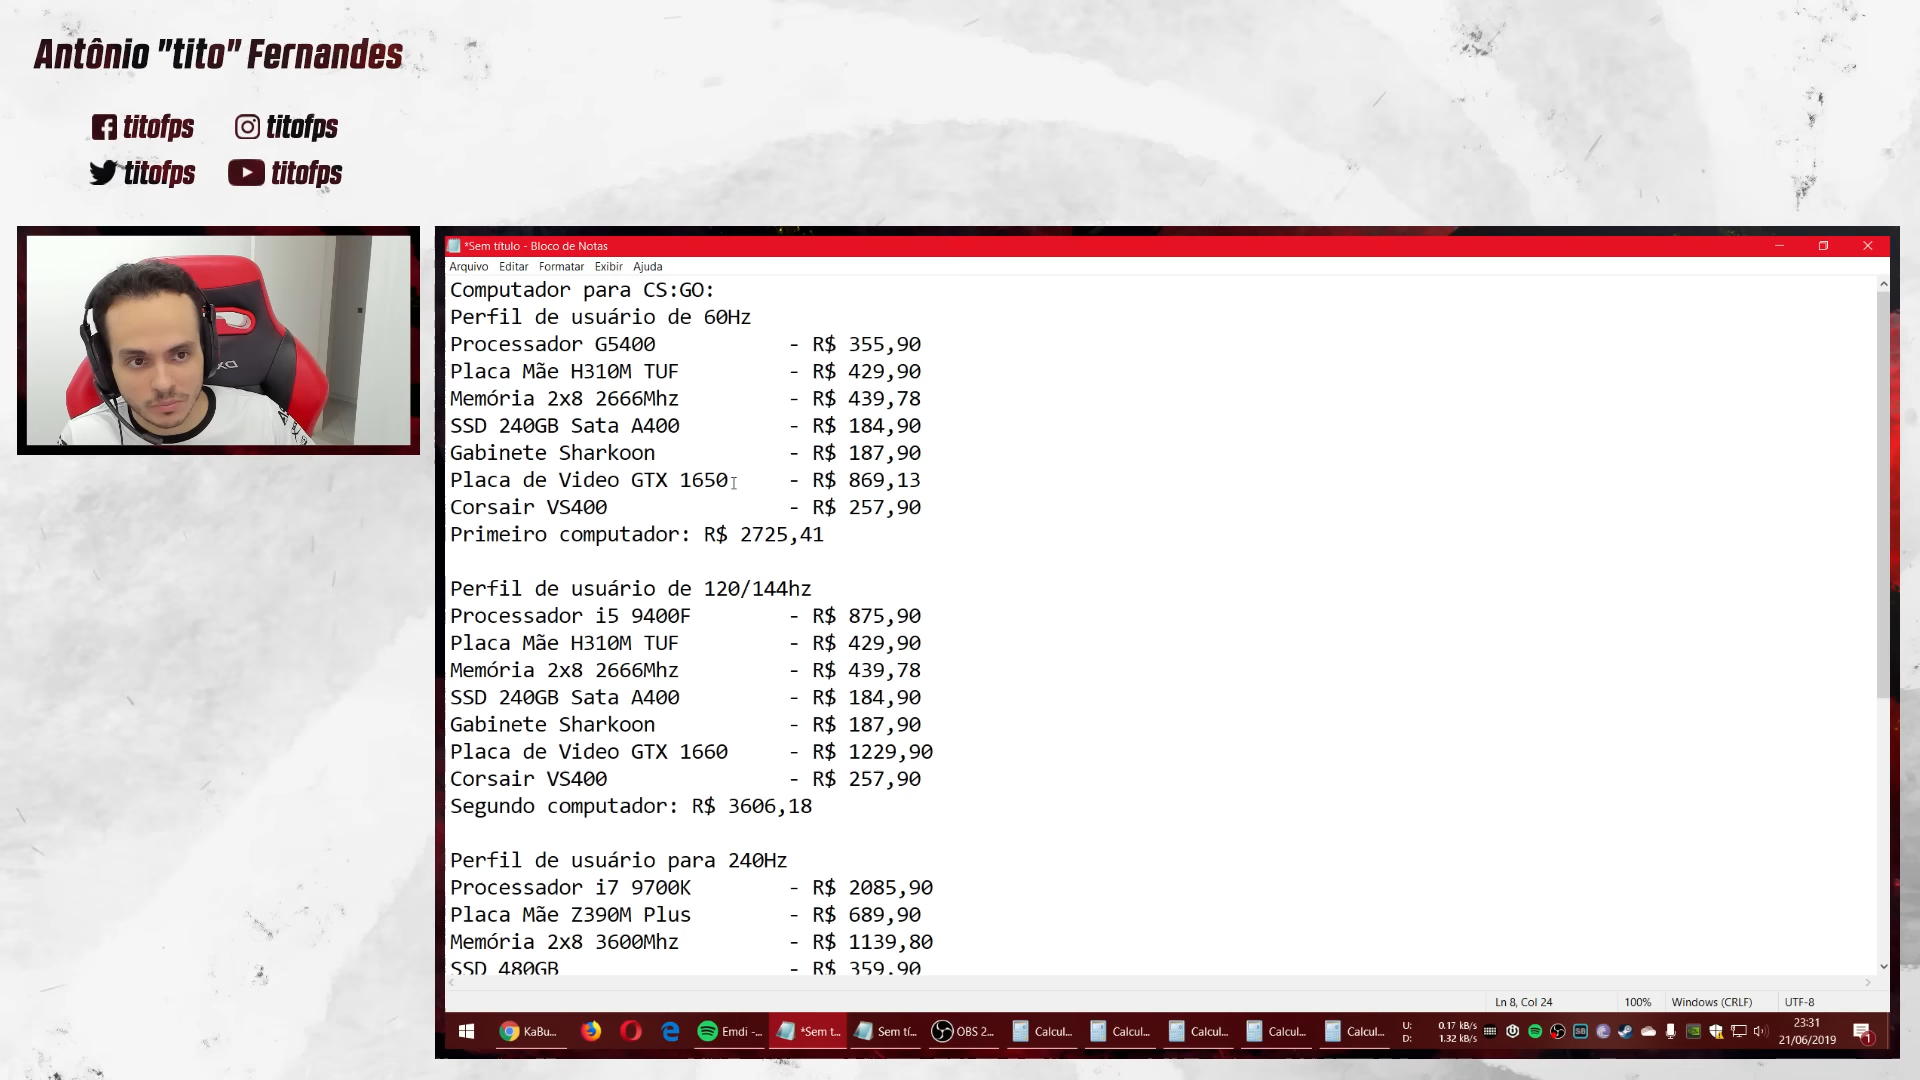 Antônio "tito" Fernandes
titofps titofps
titofps titofps
*Sem título - Bloco de Notas
Arquivo Editar Formatar Exibir Ajuda
Computador para CS:GO:
Perfil de usuário de 60Hz
Processador G5400 - R$ 355,90
Placa Mãe H310M TUF - R$ 429,90
Memória 2x8 2666Mhz - R$ 439,78
SSD 240GB Sata A400 - R$ 184,90
Gabinete Sharkoon - R$ 187,90
Placa de Video GTX 1650 - R$ 869,13
Corsair VS400 - R$ 257,90
Primeiro computador: R$ 2725,41
Perfil de usuário de 120/144hz
Processador i5 9400F - R$ 875,90
Placa Mãe H310M TUF - R$ 429,90
Memória 2x8 2666Mhz - R$ 439,78
SSD 240GB Sata A400 - R$ 184,90
Gabinete Sharkoon - R$ 187,90
Placa de Video GTX 1660 - R$ 1229,90
Corsair VS400 - R$ 257,90
Segundo computador: R$ 3606,18
Perfil de usuário para 240Hz
Processador i7 9700K - R$ 2085,90
Placa Mãe Z390M Plus - R$ 689,90
Memória 2x8 3600Mhz - R$ 1139,80
SSD 480GB - R$ 359,90
Ln 8, Col 24 100% Windows (CRLF) UTF-8
KaBu... Emdi -... *Sem t... Sem tí... OBS 2... Calcul... Calcul... Calcul... Calcul... Calcul... U: 0.17 kB/s 23:31
D: 1.32 kB/s 21/06/2019 1